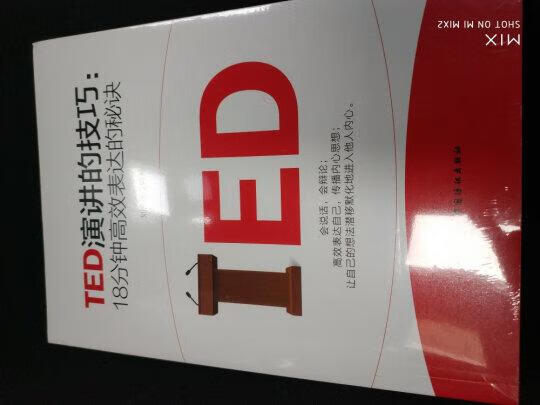 TED演讲的技巧：
18分钟高效表达的秘诀
ED
会说话，会辩论；
高效表达自己，传播内心思想；
让自己的想法潜移默化地进入他人内心。
SHOT ON MI MIX2
MIX